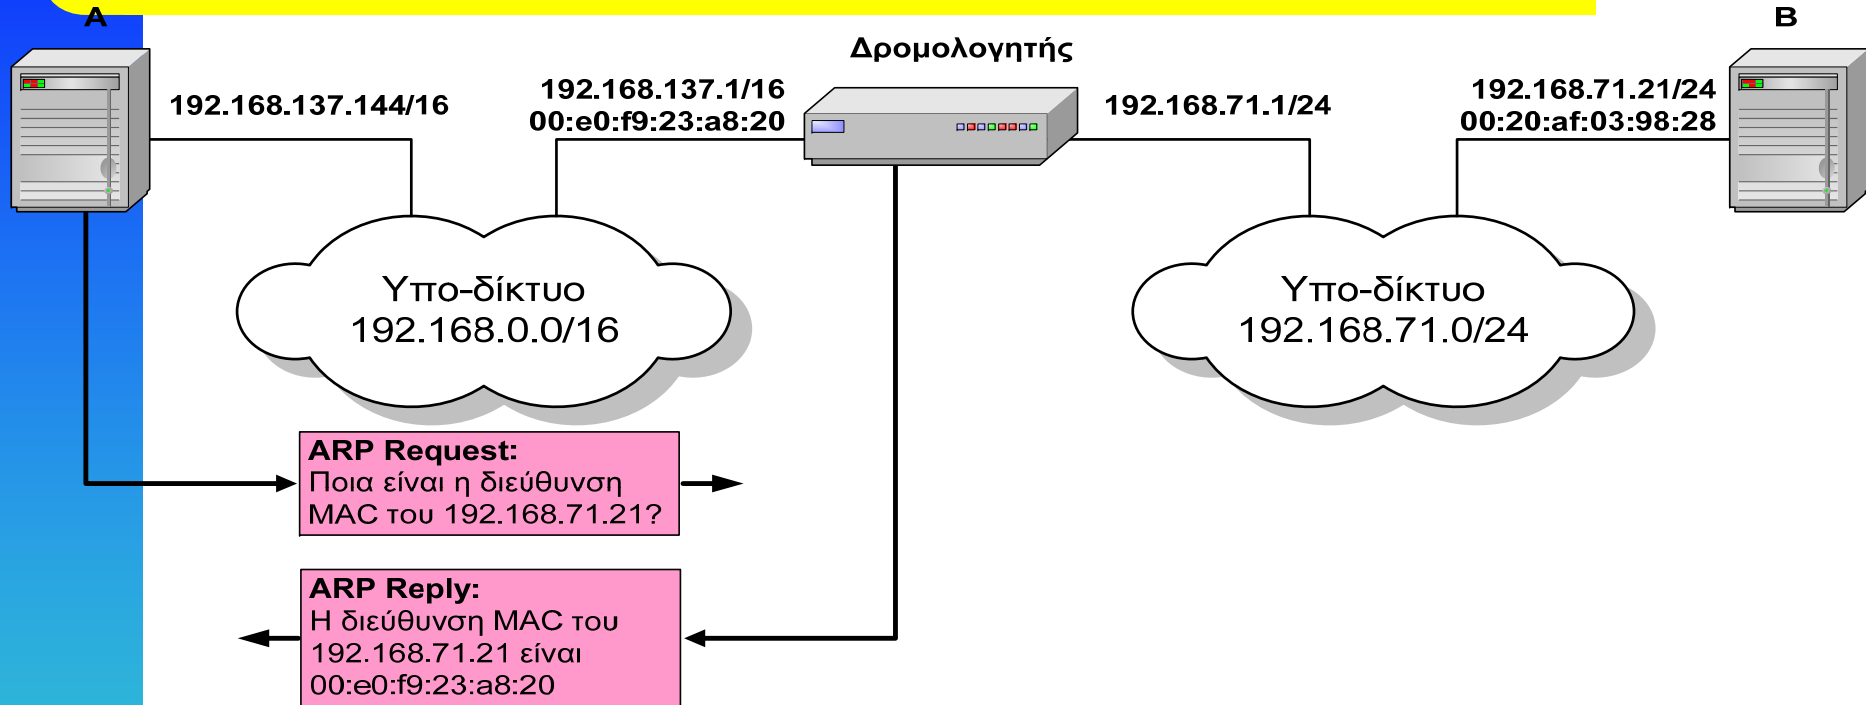 A
B
Δρομολογητής
192.168.137.144/16
192.168.137.1/16
00:e0:f9:23:a8:20
192.168.71.1/24
192.168.71.21/24
00:20:af:03:98:28
Υπο-δίκτυο
192.168.0.0/16
Υπο-δίκτυο
192.168.71.0/24
ARP Request:
Ποια είναι η διεύθυνση
MAC του 192.168.71.21?
ARP Reply:
Η διεύθυνση MAC του
192.168.71.21 είναι
00:e0:f9:23:a8:20